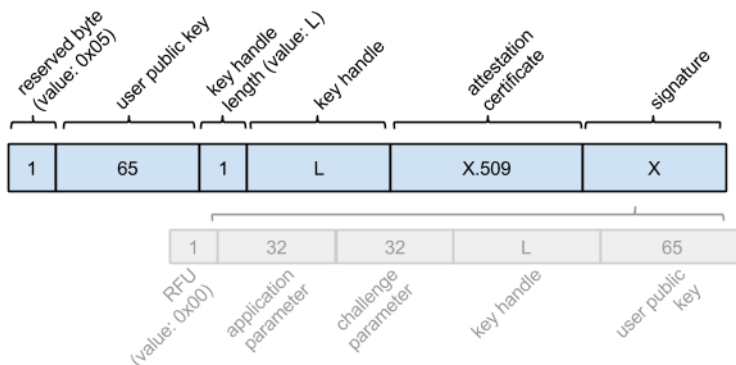 reserved byte
(value: 0x05)
user public key
key handle
length (value: L)
key handle
attestation
certificate
signature
1
65
1
L
X.509
X
1
32
32
L
65
RFU
(value: 0x00)
application
parameter
challenge
parameter
key handle
user public
key